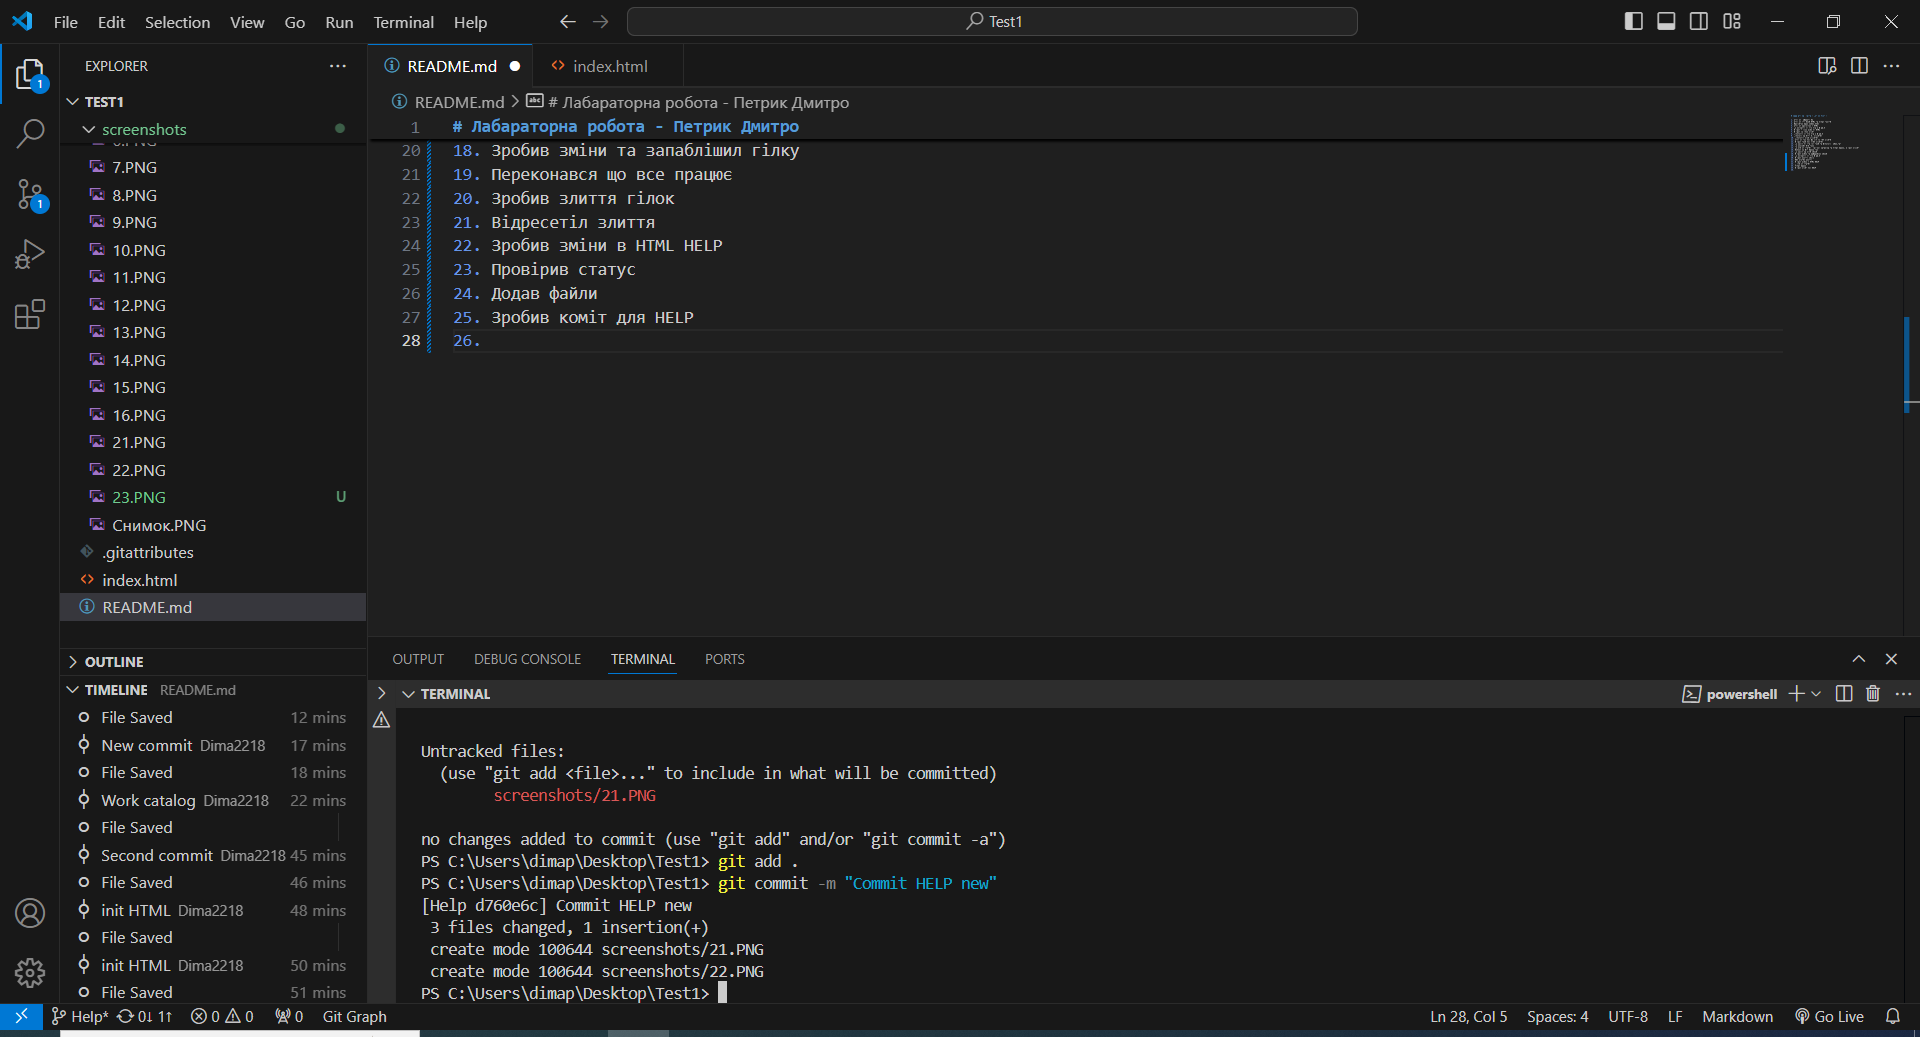 File Edit Selection View Go Run Terminal Help
Test1
EXPLORER
TEST1
screenshots
7.PNG
8.PNG
9.PNG
10.PNG
11.PNG
12.PNG
13.PNG
14.PNG
15.PNG
16.PNG
21.PNG
22.PNG
23.PNG U
Снимок.PNG
.gitattributes
index.html
README.md
OUTLINE
TIMELINE README.md
File Saved 12 mins
New commit Dima2218 17 mins
File Saved 18 mins
Work catalog Dima2218 22 mins
File Saved
Second commit Dima2218 45 mins
File Saved 46 mins
init HTML Dima2218 48 mins
File Saved
init HTML Dima2218 50 mins
File Saved 51 mins
1
1
README.md index.html
README.md > # Лабараторна робота - Петрик Дмитро
1 # Лабараторна робота - Петрик Дмитро
20 18. Зробив зміни та запаблішил гілку
21 19. Переконався що все працює
22 20. Зробив злиття гілок
23 21. Відресетіл злиття
24 22. Зробив зміни в HTML HELP
25 23. Провірив статус
26 24. Додав файли
27 25. Зробив коміт для HELP
28 26.
OUTPUT DEBUG CONSOLE TERMINAL PORTS
TERMINAL
powershell
Untracked files:
(use "git add <file>..." to include in what will be committed)
screenshots/21.PNG
no changes added to commit (use "git add" and/or "git commit -a")
PS C:\Users\dimap\Desktop\Test1> git add .
PS C:\Users\dimap\Desktop\Test1> git commit -m "Commit HELP new"
[Help d760e6c] Commit HELP new
3 files changed, 1 insertion(+)
create mode 100644 screenshots/21.PNG
create mode 100644 screenshots/22.PNG
PS C:\Users\dimap\Desktop\Test1>
Help* 0↓ 1↑ 0 0 0 Git Graph
Ln 28, Col 5 Spaces: 4 UTF-8 LF Markdown Go Live